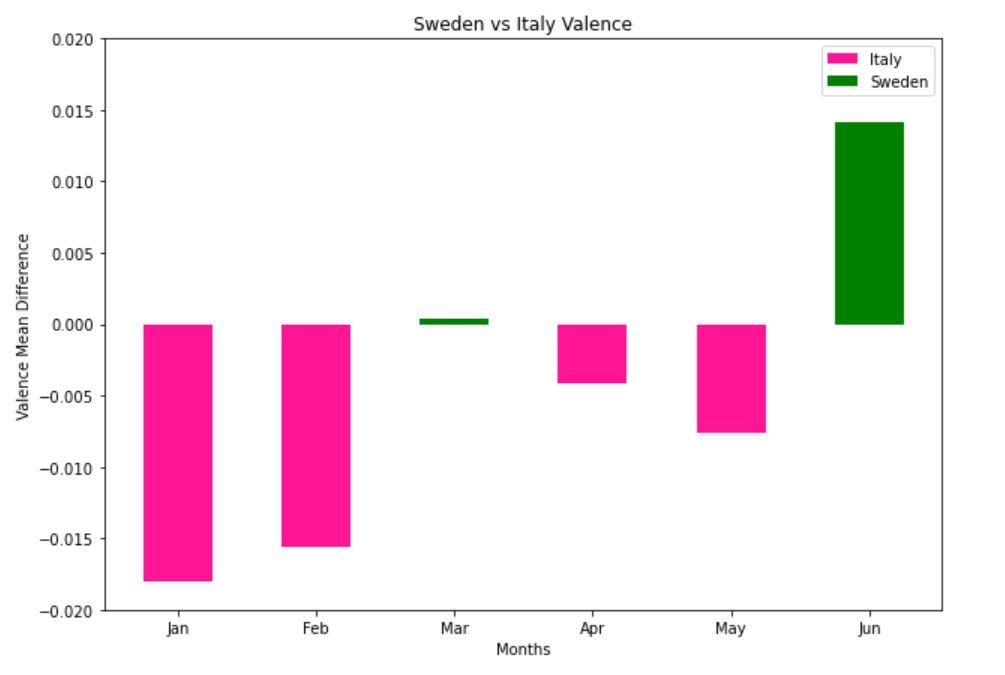 Sweden vs Italy Valence
Italy
Sweden
0.020
0.015
0.010
0.005
0.000
−0.005
−0.010
−0.015
−0.020
Valence Mean Difference
Jan Feb Mar Apr May Jun
Months